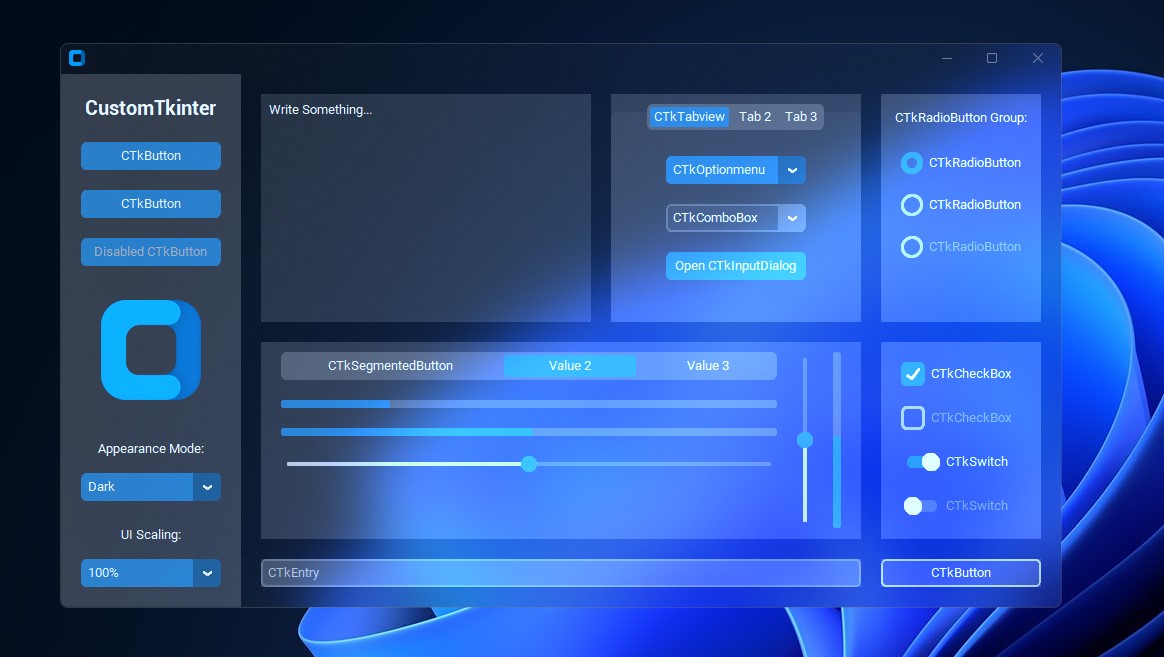 CustomTkinter
CTkButton
CTkButton
Disabled CTkButton
Appearance Mode:
Dark
UI Scaling:
100%
Write Something...
CTkTabview Tab 2 Tab 3
CTkOptionmenu
CTkComboBox
Open CTkInputDialog
CTkRadioButton Group:
CTkRadioButton
CTkRadioButton
CTkRadioButton
CTkSegmentedButton Value 2 Value 3
CTkCheckBox
CTkCheckBox
CTkSwitch
CTkSwitch
CTkEntry
CTkButton